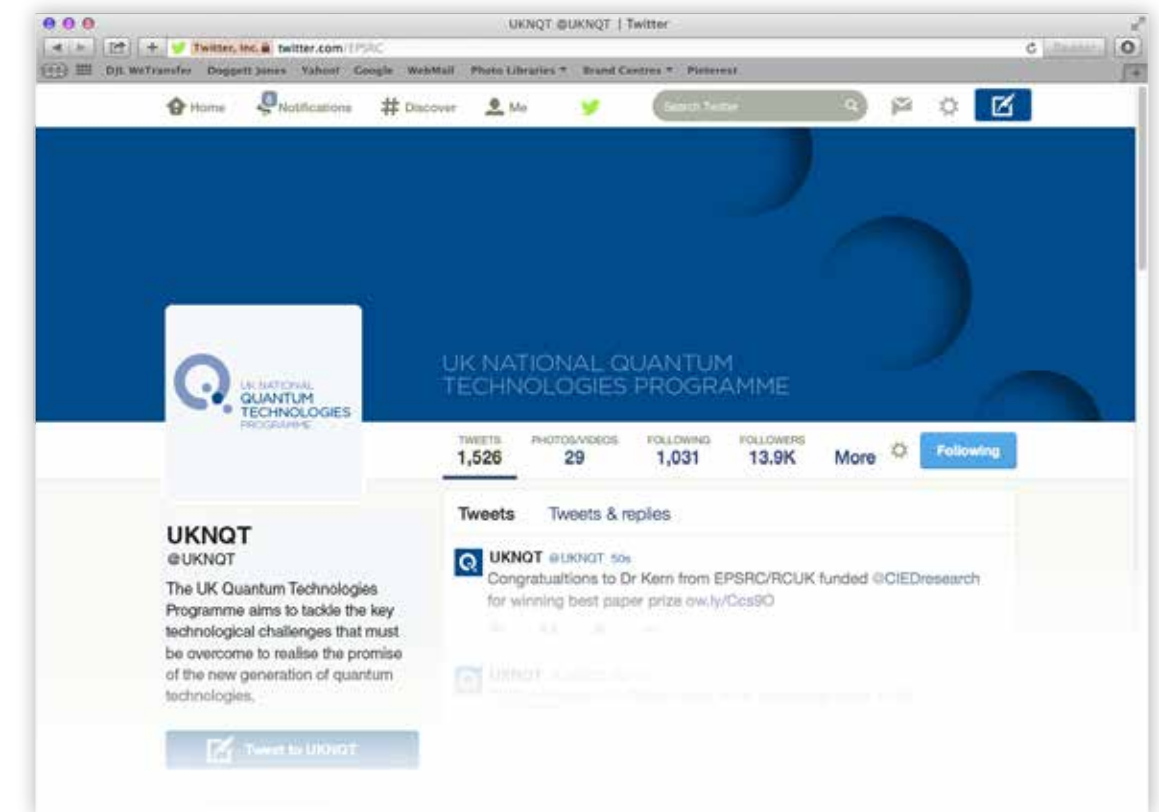 UKNQT @UKNQT | Twitter
Twitter, Inc. twitter.com/EPSRC
DJL WeTransfer Doggett Jones Yahoo! Google WebMail Photo Libraries Brand Centres Pinterest
Home Notifications # Discover Me Search Twitter
UK NATIONAL QUANTUM
TECHNOLOGIES PROGRAMME
UK NATIONAL
QUANTUM
TECHNOLOGIES
PROGRAMME
TWEETS PHOTOS/VIDEOS FOLLOWING FOLLOWERS
1,526 29 1,031 13.9K More Following
Tweets Tweets & replies
UKNQT
@UKNQT
The UK Quantum Technologies
Programme aims to tackle the key
technological challenges that must
be overcome to realise the promise
of the new generation of quantum
technologies.
Tweet to UKNQT
UKNQT @UKNQT 50s
Congratualtions to Dr Kern from EPSRC/RCUK funded @CIEDresearch
for winning best paper prize ow.ly/Ccs9O
UKNQT